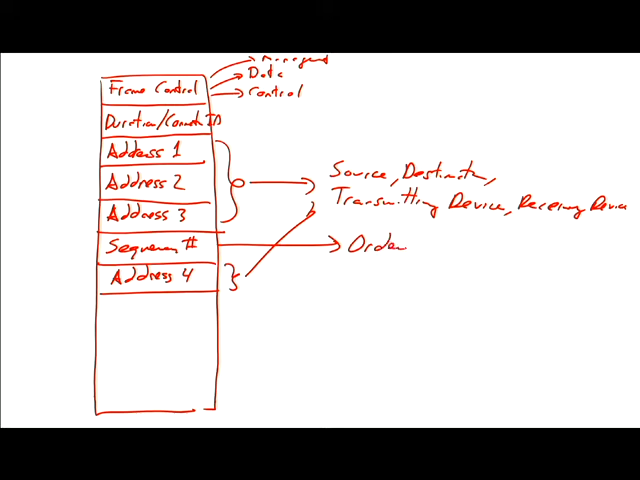 Data
Frame Control
Control
Duration/Connect ID
Address 1
Source, Destination,
Address 2
Transmitting Device, Receiving Device
Address 3
Sequence #
Order
Address 4